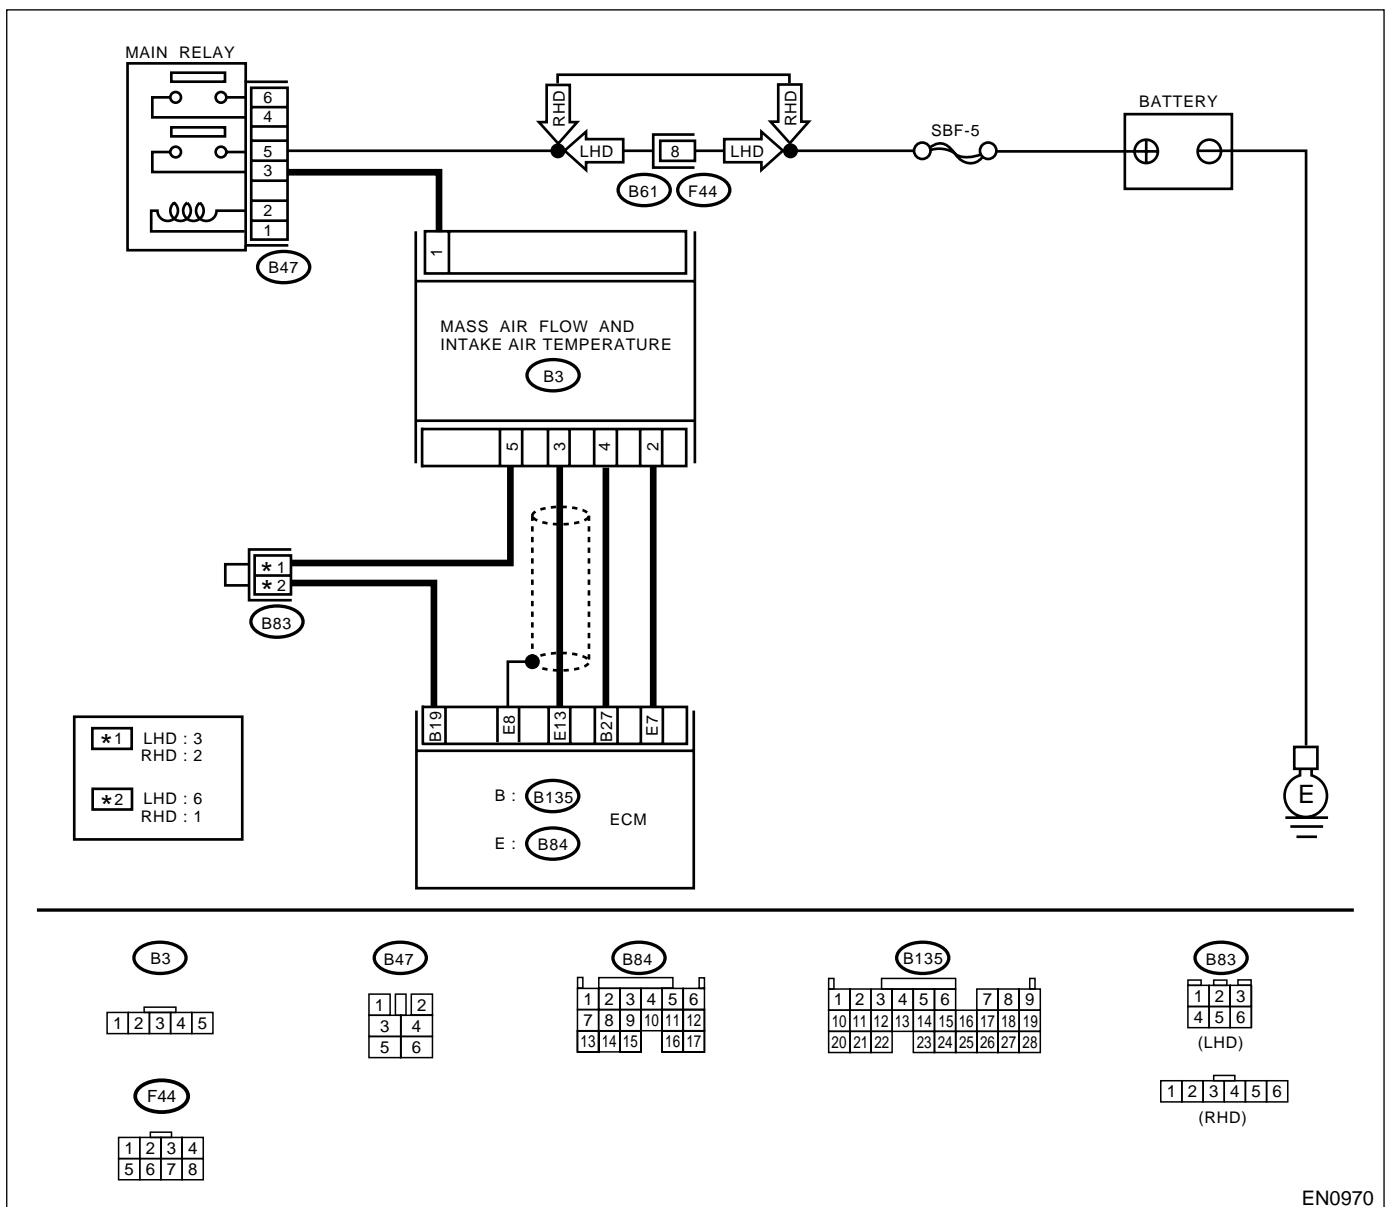 MAIN RELAY
6
4
5
3
2
1
B47
RHD
RHD
LHD
8
LHD
B61
F44
SBF-5
BATTERY
1
MASS AIR FLOW AND
INTAKE AIR TEMPERATURE
B3
5
3
4
2
*1
*2
B83
B19
E8
E13
B27
E7
B : B135
ECM
E : B84
E
*1 LHD : 3
RHD : 2
*2 LHD : 6
RHD : 1
B3
1 2 3 4 5
B47
1 2
3 4
5 6
B84
1 2 3 4 5 6
7 8 9 10 11 12
13 14 15 16 17
B135
1 2 3 4 5 6 7 8 9
10 11 12 13 14 15 16 17 18 19
20 21 22 23 24 25 26 27 28
B83
1 2 3
4 5 6
(LHD)
1 2 3 4 5 6
(RHD)
F44
1 2 3 4
5 6 7 8
EN0970